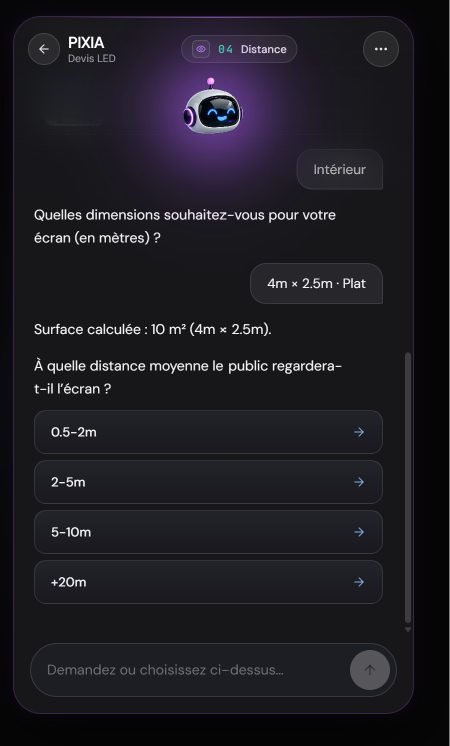 PIXIA
Devis LED
04 Distance
Intérieur
Quelles dimensions souhaitez-vous pour votre
écran (en mètres) ?
4m × 2.5m · Plat
Surface calculée : 10 m² (4m × 2.5m).
À quelle distance moyenne le public regardera-
t-il l’écran ?
0.5-2m
2-5m
5-10m
+20m
Demandez ou choisissez ci-dessus...